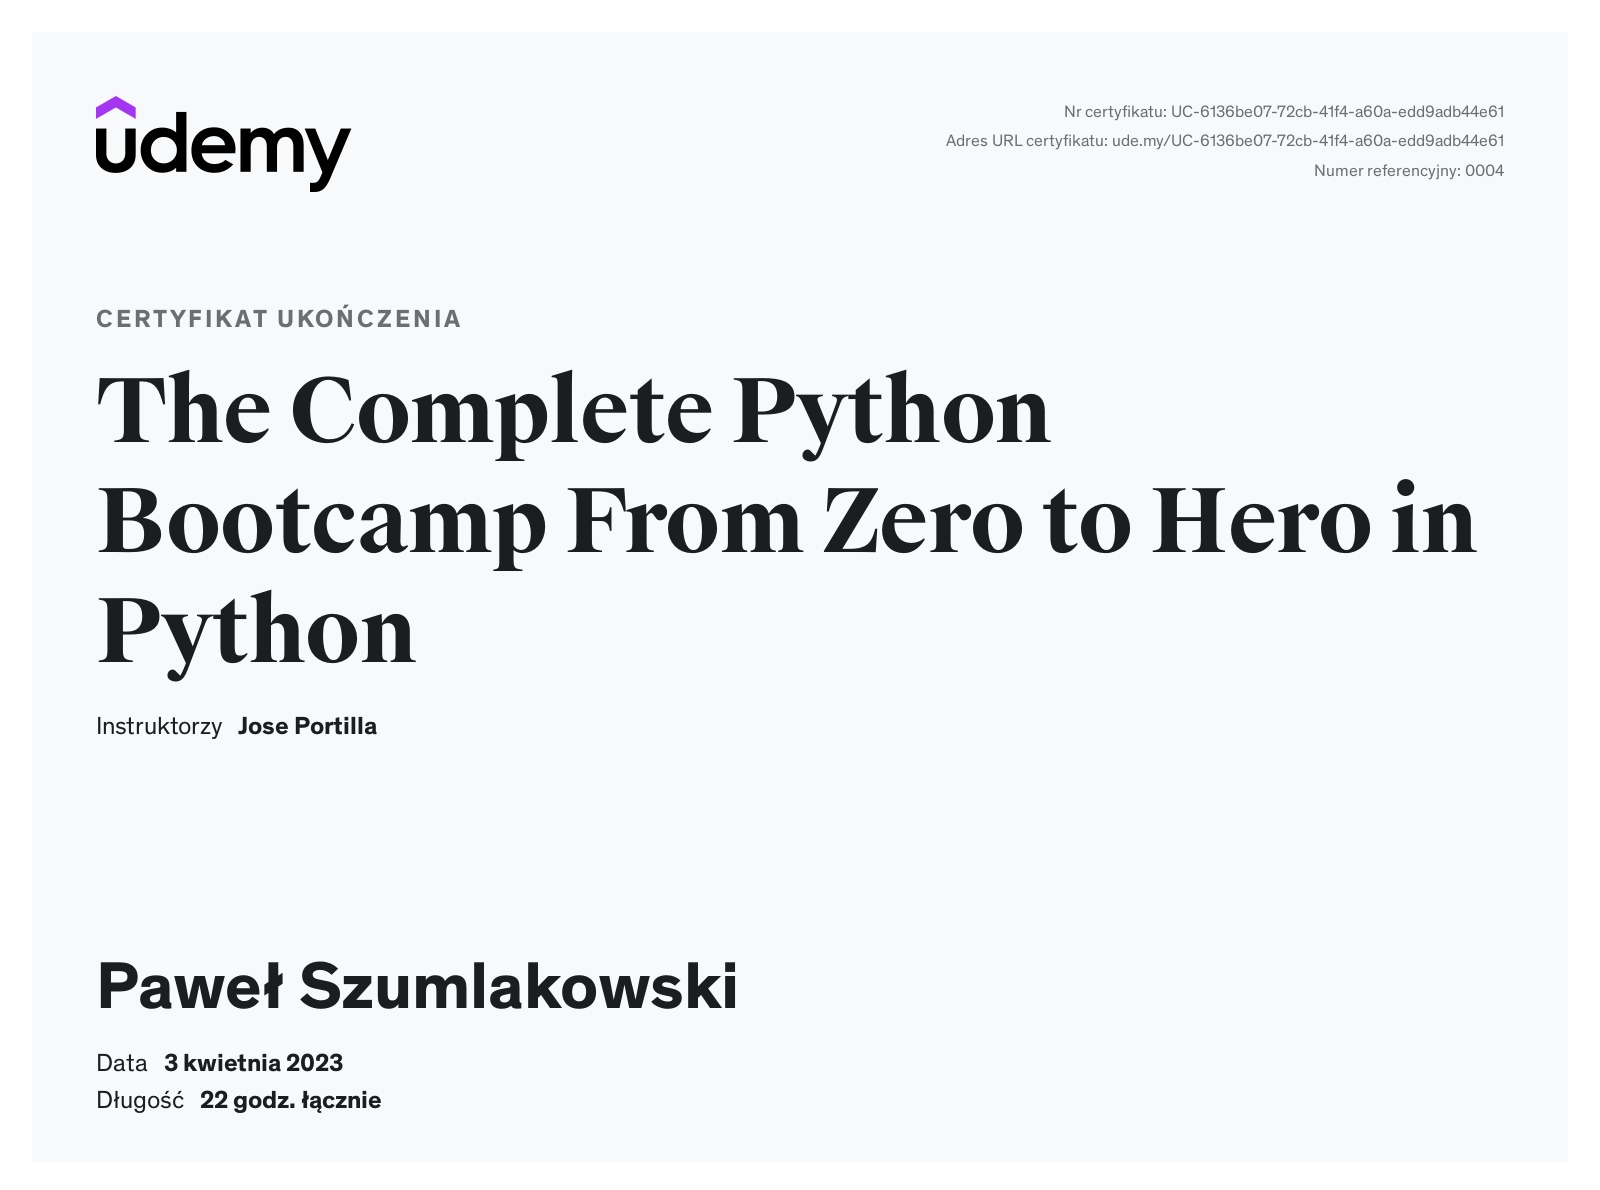 udemy
Nr certyfikatu: UC-6136be07-72cb-41f4-a60a-edd9adb44e61
Adres URL certyfikatu: ude.my/UC-6136be07-72cb-41f4-a60a-edd9adb44e61
Numer referencyjny: 0004
CERTYFIKAT UKOŃCZENIA
The Complete Python
Bootcamp From Zero to Hero in
Python
Instruktorzy Jose Portilla
Paweł Szumlakowski
Data 3 kwietnia 2023
Długość 22 godz. łącznie